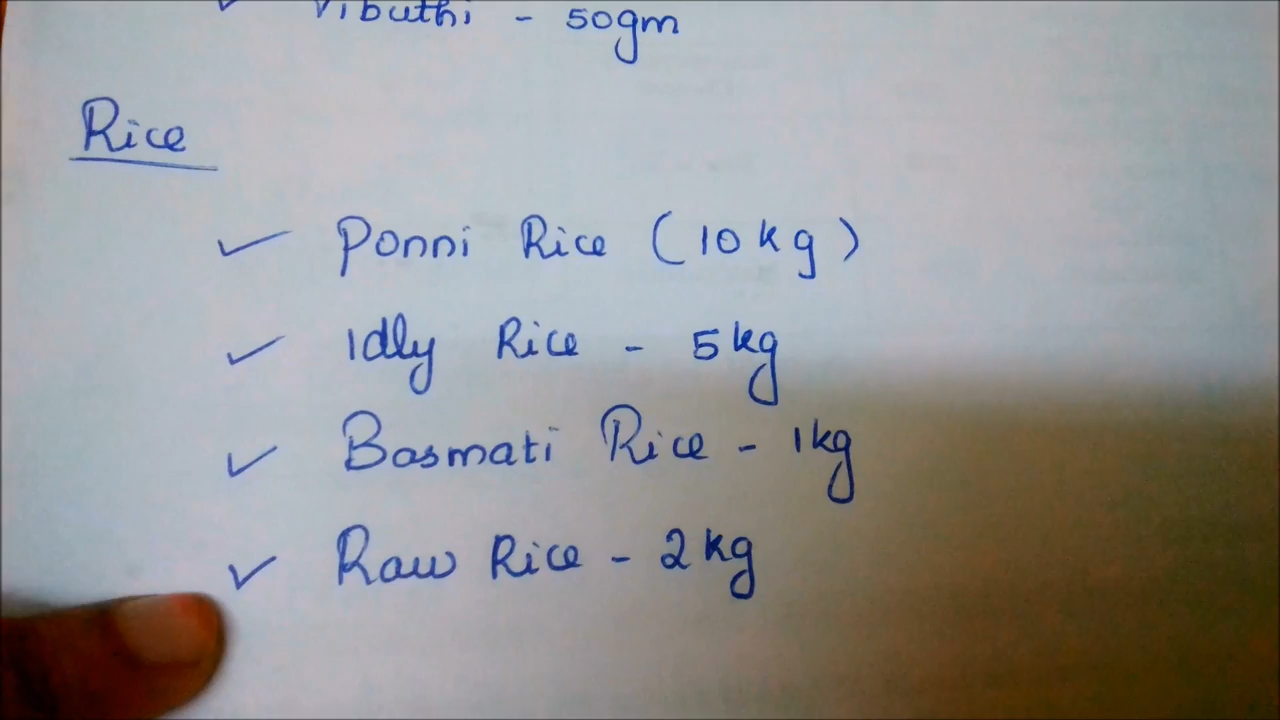 ✓ Vibuthi - 50gm
Rice
✓ Ponni Rice (10kg)
✓ Idly Rice - 5kg
✓ Basmati Rice - 1kg
✓ Raw Rice - 2kg